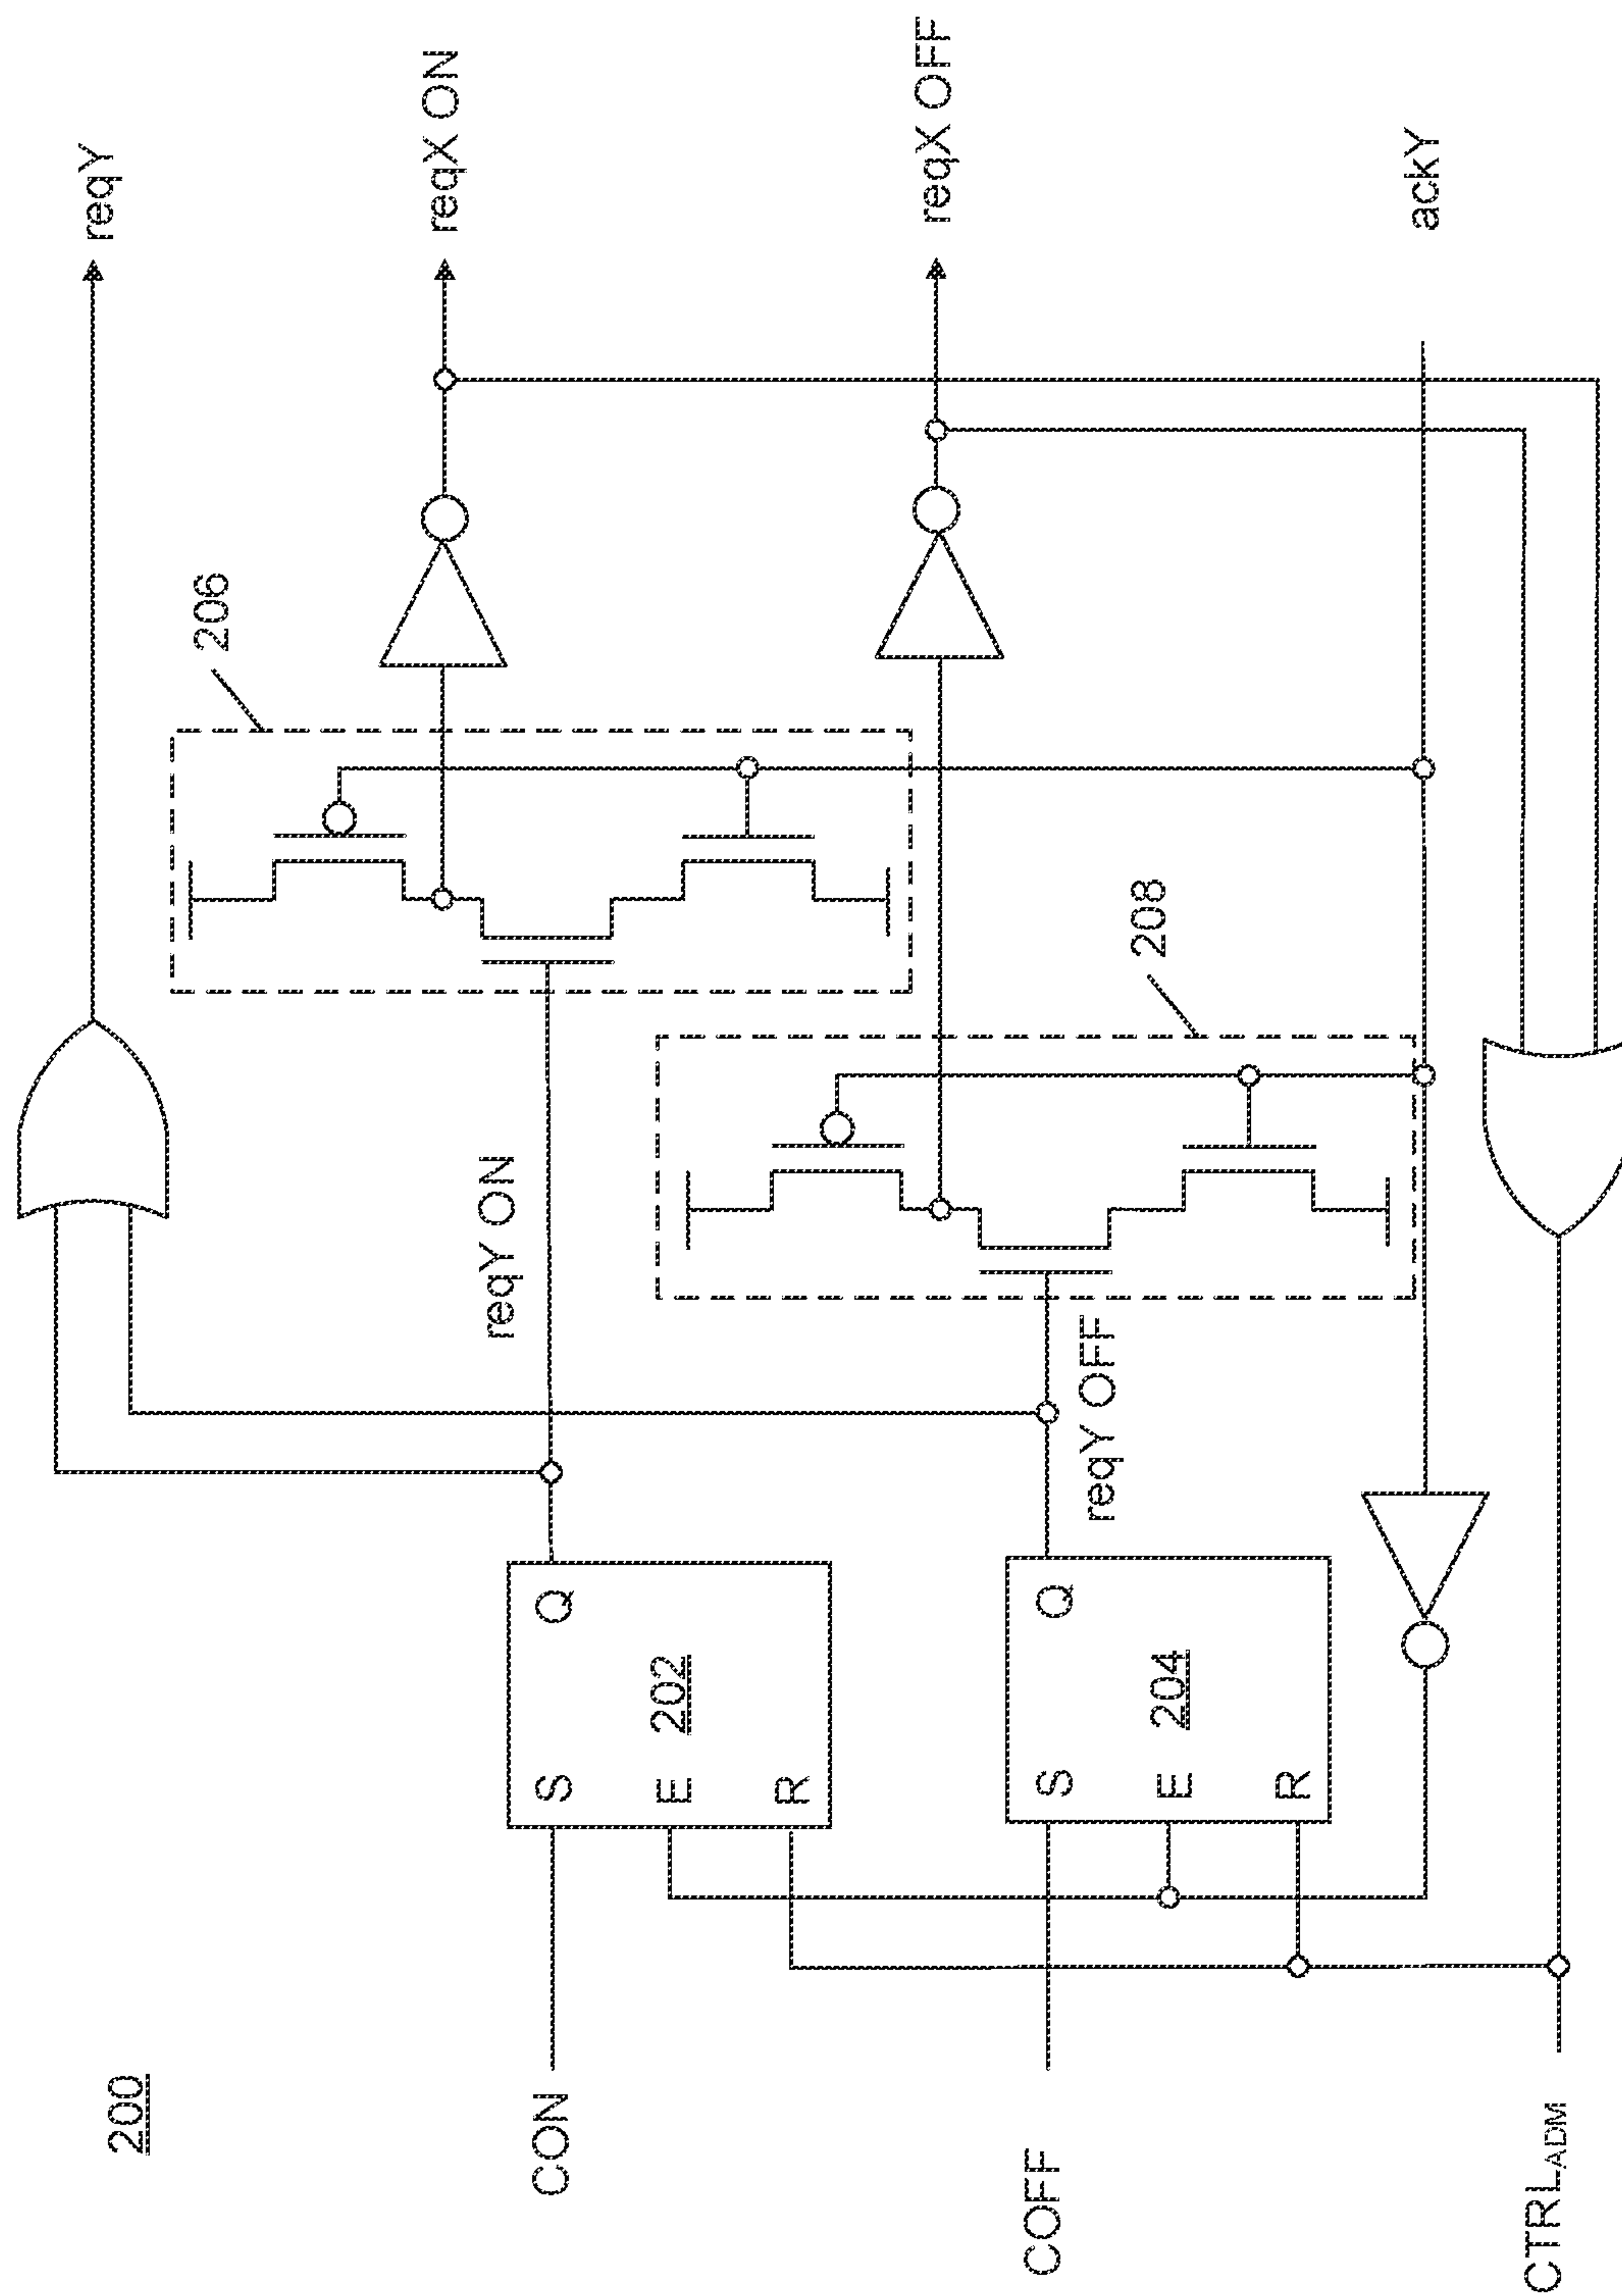 200
reqY
206
reqX ON
reqY ON
CON
S
Q
202
E
R
208
reqX OFF
reqY OFF
COFF
S
Q
204
E
R
ackY
CTRLADM